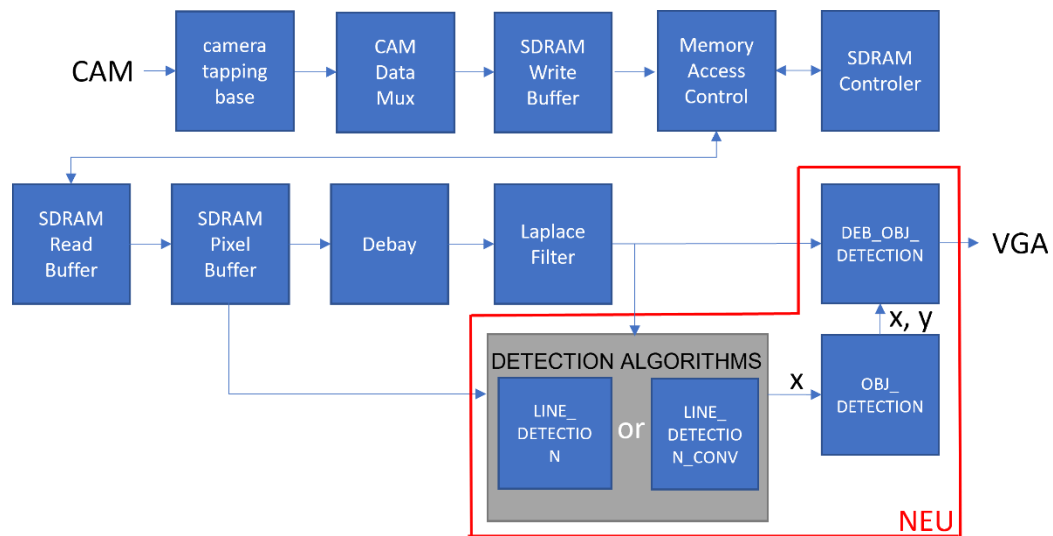 CAM
camera
tapping
base
CAM
Data
Mux
SDRAM
Write
Buffer
Memory
Access
Control
SDRAM
Controler
SDRAM
Read
Buffer
SDRAM
Pixel
Buffer
Debay
Laplace
Filter
DEB_OBJ_
DETECTION
VGA
x, y
DETECTION ALGORITHMS
LINE_
DETECTIO
N
or
LINE_
DETECTIO
N_CONV
x
OBJ_
DETECTION
NEU